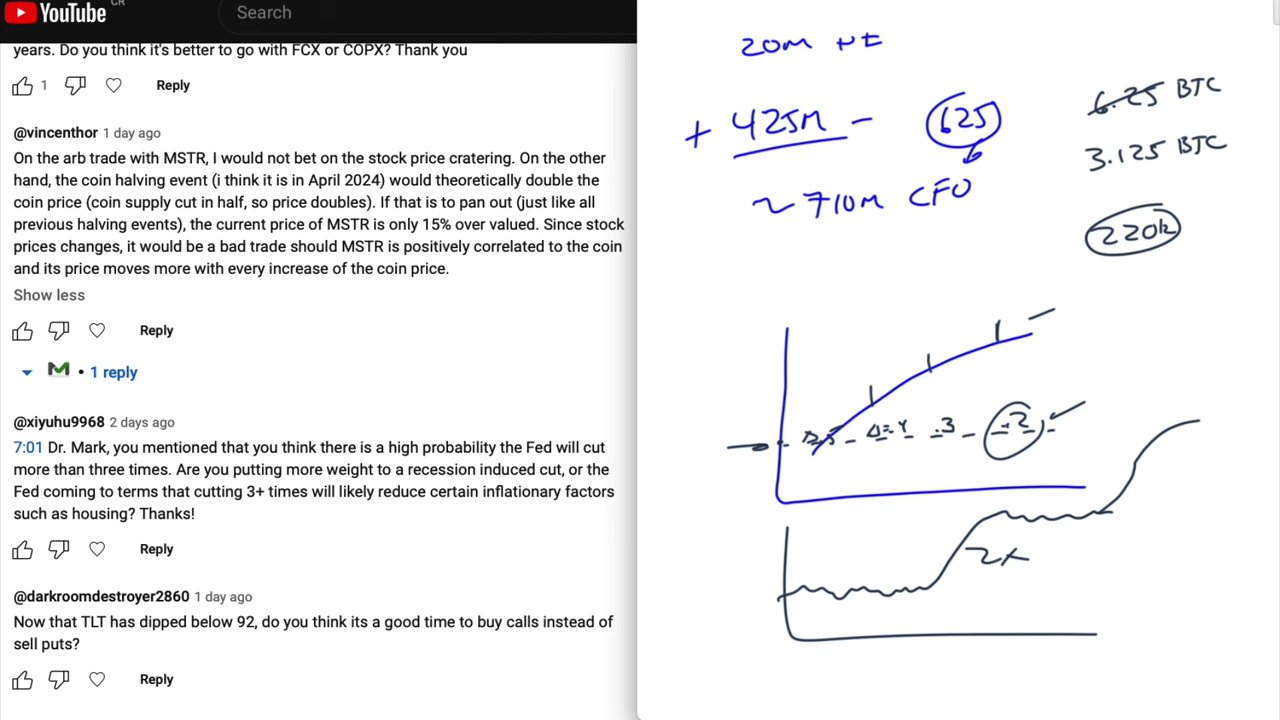 CR
YouTube
Search
years. Do you think it's better to go with FCX or COPX? Thank you
1
Reply
@vincenthor 1 day ago
On the arb trade with MSTR, I would not bet on the stock price cratering. On the other
hand, the coin halving event (i think it is in April 2024) would theoretically double the
coin price (coin supply cut in half, so price doubles). If that is to pan out (just like all
previous halving events), the current price of MSTR is only 15% over valued. Since stock
prices changes, it would be a bad trade should MSTR is positively correlated to the coin
and its price moves more with every increase of the coin price.
Show less
Reply
M • 1 reply
@xiyuhu9968 2 days ago
7:01 Dr. Mark, you mentioned that you think there is a high probability the Fed will cut
more than three times. Are you putting more weight to a recession induced cut, or the
Fed coming to terms that cutting 3+ times will likely reduce certain inflationary factors
such as housing? Thanks!
Reply
@darkroomdestroyer2860 1 day ago
Now that TLT has dipped below 92, do you think its a good time to buy calls instead of
sell puts?
Reply
20M
+ 425M - 625
~ 710M CFO
6.25 BTC
3.125 BTC
220k
.3
2x